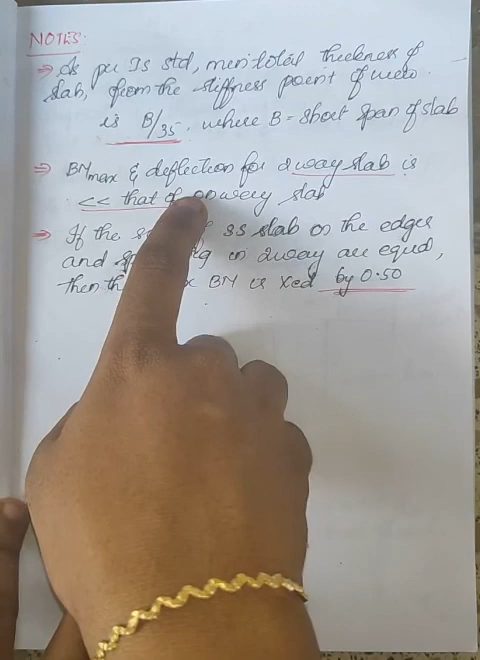 NOTES:
⇒ As per Is std, min total thickness of
slab, from the stiffness point of view
is B/35, where B = short span of slab
⇒ BMmax & deflection for 2way slab is
<< that of oneway slab
⇒ If the SS slab on the edges
and in 2way are equal,
then BM is xed by 0.50